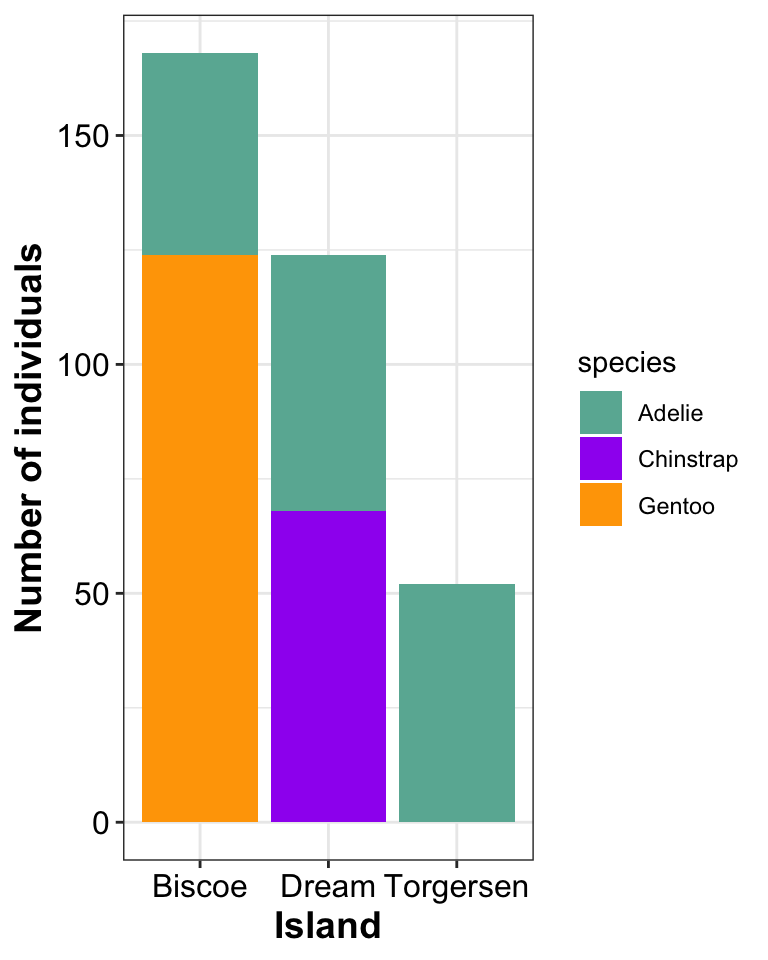 Number of individuals
150
100
50
0
Biscoe Dream Torgersen
Island
species
Adelie
Chinstrap
Gentoo